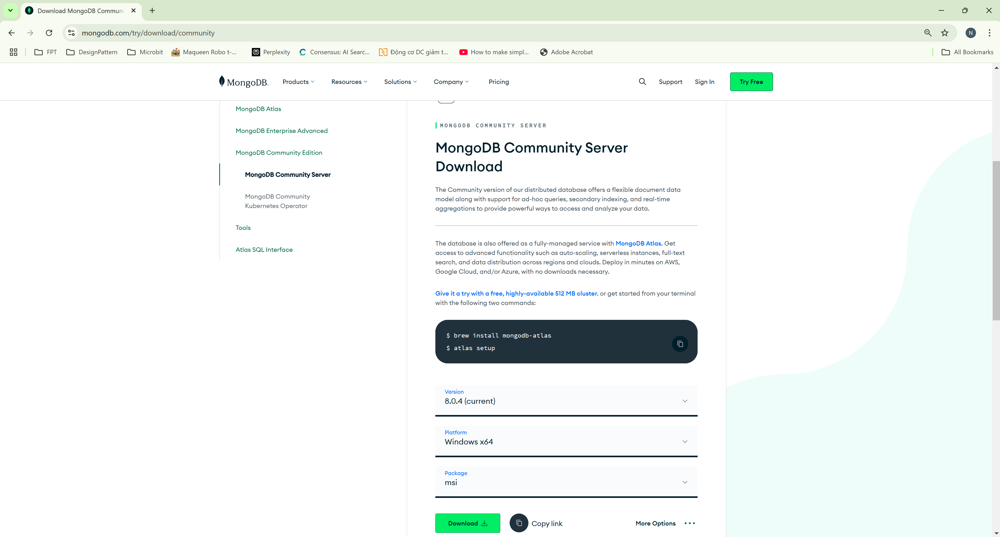 Download MongoDB Communi
mongodb.com/try/download/community
N
FPT
DesignPattern
Microbit
Maqueen Robo t-...
Perplexity
Consensus: AI Searc...
Động cơ DC giảm t...
How to make simpl...
Adobe Acrobat
All Bookmarks
MongoDB.
Products
Resources
Solutions
Company
Pricing
Support
Sign In
Try Free
MongoDB Atlas
MongoDB Enterprise Advanced
MongoDB Community Edition
MongoDB Community Server
MongoDB Community
Kubernetes Operator
Tools
Atlas SQL Interface
MONGODB COMMUNITY SERVER
MongoDB Community Server
Download
The Community version of our distributed database offers a flexible document data
model along with support for ad-hoc queries, secondary indexing, and real-time
aggregations to provide powerful ways to access and analyze your data.
The database is also offered as a fully-managed service with MongoDB Atlas. Get
access to advanced functionality such as auto-scaling, serverless instances, full-text
search, and data distribution across regions and clouds. Deploy in minutes on AWS,
Google Cloud, and/or Azure, with no downloads necessary.
Give it a try with a free, highly-available 512 MB cluster. or get started from your terminal
with the following two commands:
$ brew install mongodb-atlas
$ atlas setup
Version
8.0.4 (current)
Platform
Windows x64
Package
msi
Download
Copy link
More Options